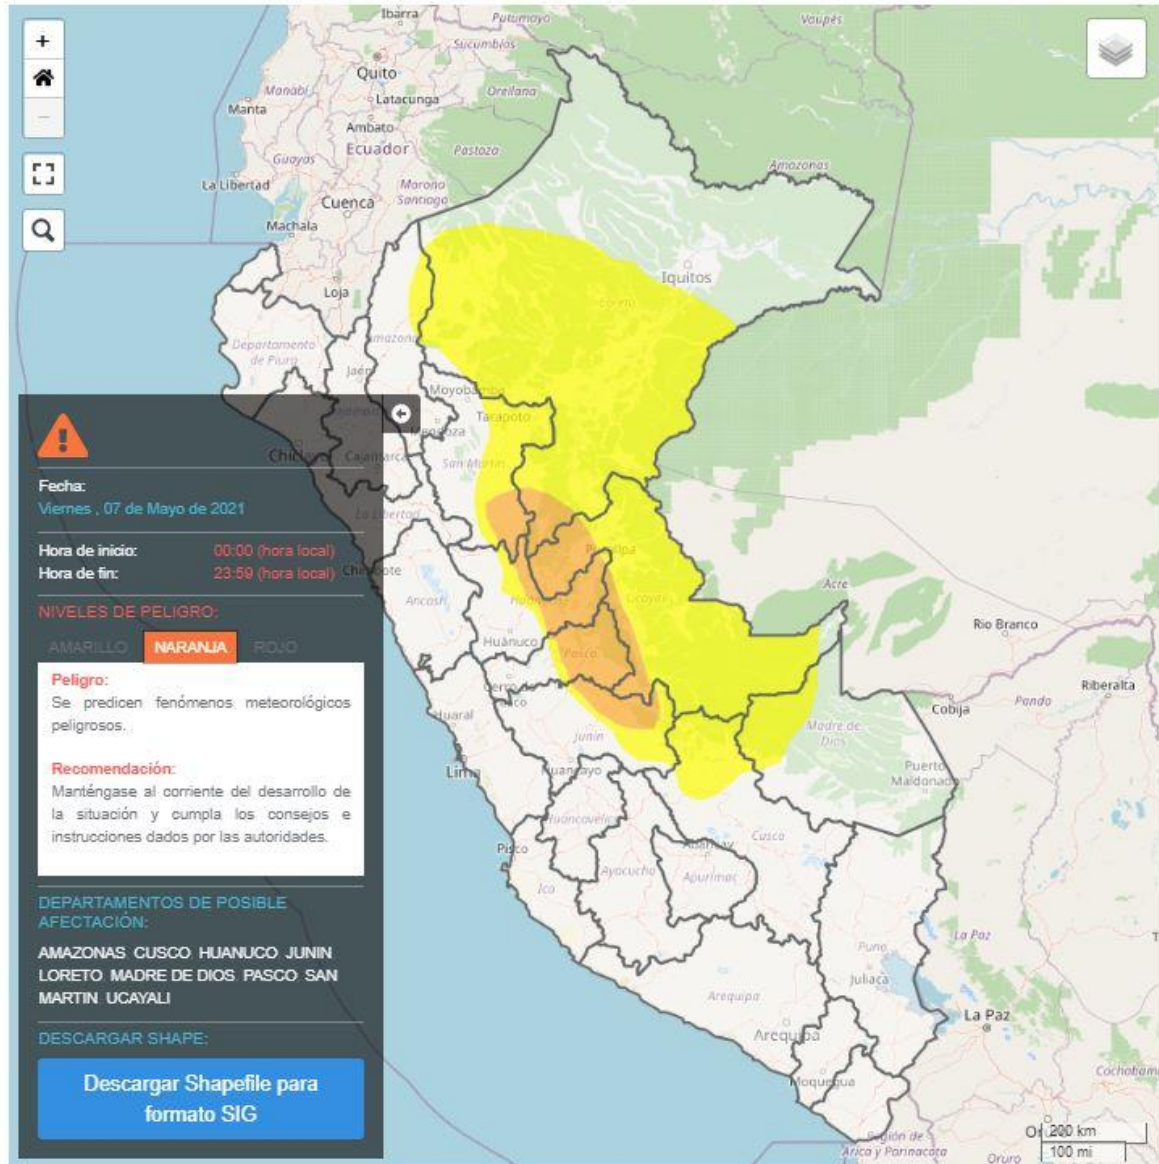 Ibarra
Putumayo
Vaupés
Sucumbíos
Quito
Manabí
Latacunga
Orellana
Manta
Ambato
Ecuador
Pastaza
Guayas
Amazonas
La Libertad
Morona
Santiago
Cuenca
Machala
Iquitos
Loja
Loreto
Departamento
de Piura
Amazonas
Jaén
Moyobamba
Tarapoto
Mendoza
Cajamarca
San Martín
La Libertad
Pucallpa
Ancash
Huánuco
Ucayali
Acre
Rio Branco
Huánuco
Pasco
Riberalta
Cobija
Pando
Huaral
Junín
Madre de
Dios
Lima
Huancayo
Puerto
Maldonado
Huancavelica
Cusco
Pisco
Ayacucho
Apurímac
Ica
Puno
La Paz
Juliaca
Arequipa
La Paz
Arequipa
Moquegua
Cochabam
Región de
Arica y Parinacota
Oruro
200 km
100 mi
+
−
Fecha:
Viernes , 07 de Mayo de 2021
Hora de inicio: 00:00 (hora local)
Hora de fin: 23:59 (hora local)
NIVELES DE PELIGRO:
AMARILLO NARANJA ROJO
Peligro:
Se predicen fenómenos meteorológicos
peligrosos.
Recomendación:
Manténgase al corriente del desarrollo de
la situación y cumpla los consejos e
instrucciones dados por las autoridades.
DEPARTAMENTOS DE POSIBLE
AFECTACIÓN:
AMAZONAS CUSCO HUANUCO JUNIN
LORETO MADRE DE DIOS PASCO SAN
MARTIN UCAYALI
DESCARGAR SHAPE:
Descargar Shapefile para
formato SIG